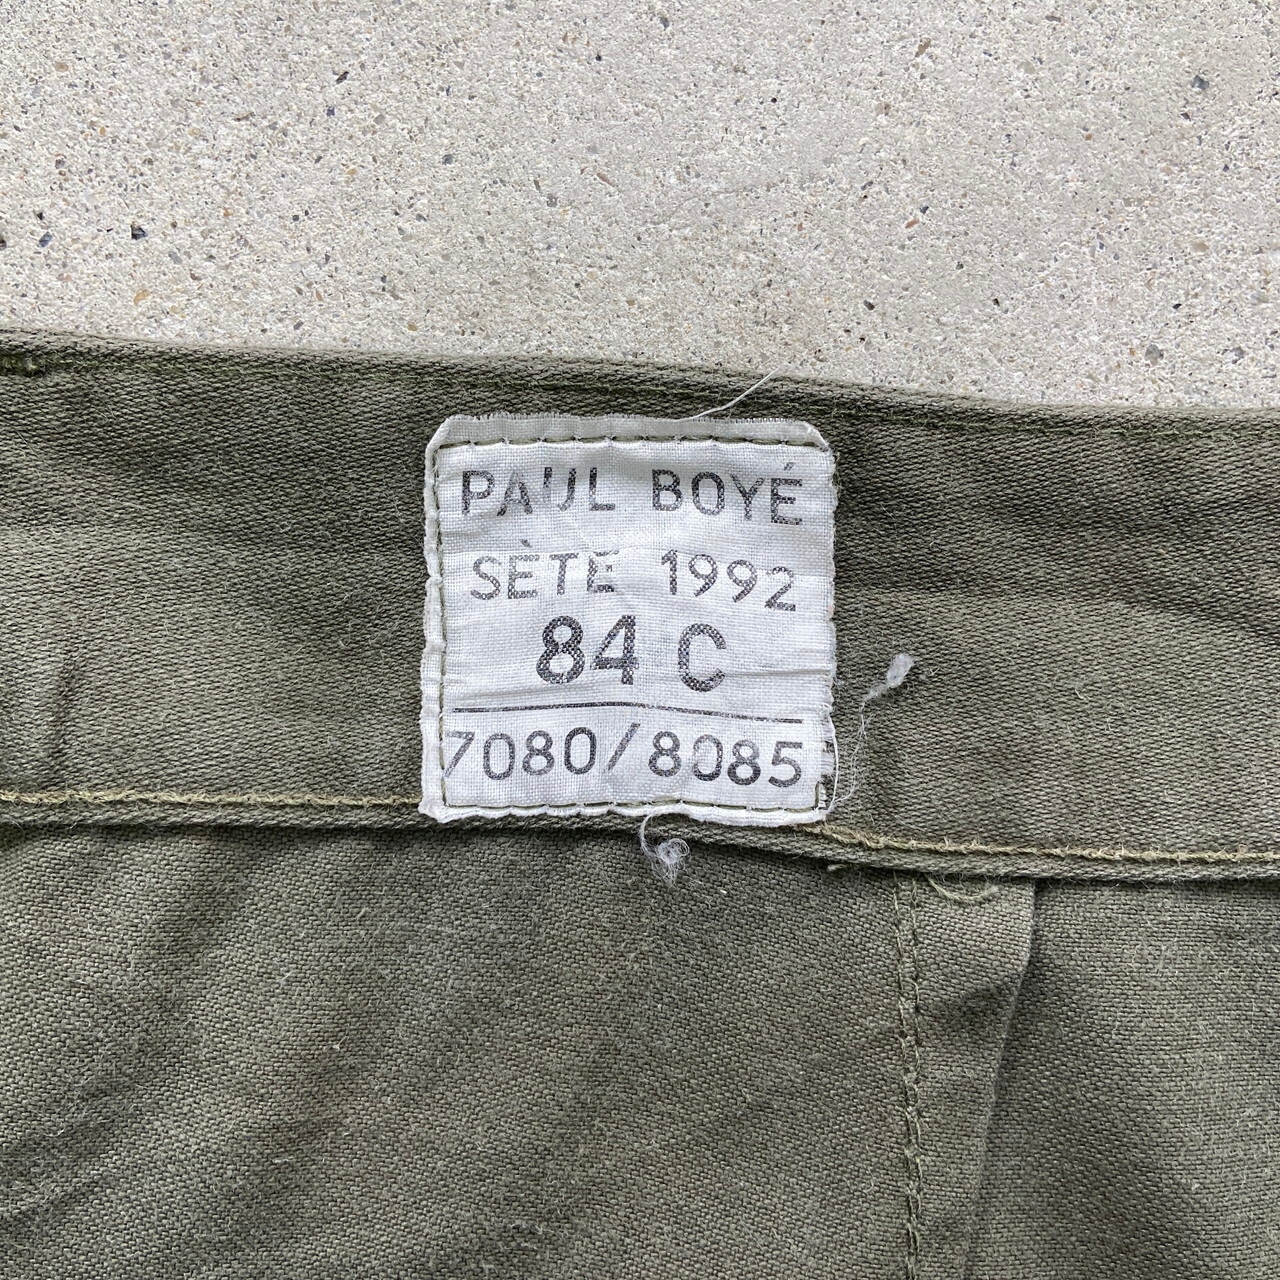 PAUL BOYÉ
SÈTE 1992
84 C
7080/8085